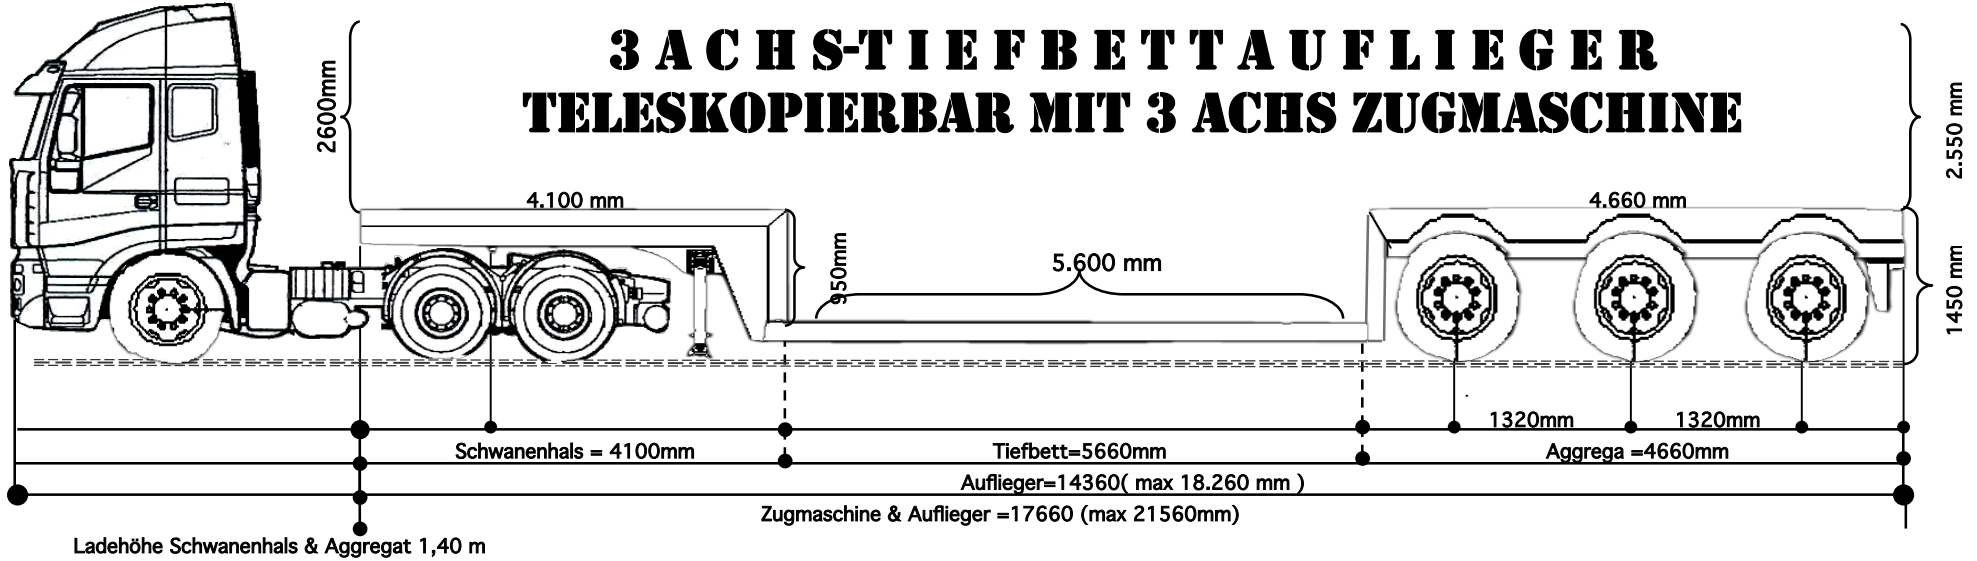 3 ACHS-TIEFBETTAUFLIEGER
TELESKOPIERBAR MIT 3 ACHS ZUGMASCHINE
2600mm
2.550 mm
4.100 mm
4.660 mm
950mm
5.600 mm
1450 mm
1320mm
1320mm
Schwanenhals = 4100mm
Tiefbett=5660mm
Aggrega =4660mm
Auflieger=14360( max 18.260 mm )
Zugmaschine & Auflieger =17660 (max 21560mm)
Ladehöhe Schwanenhals & Aggregat 1,40 m